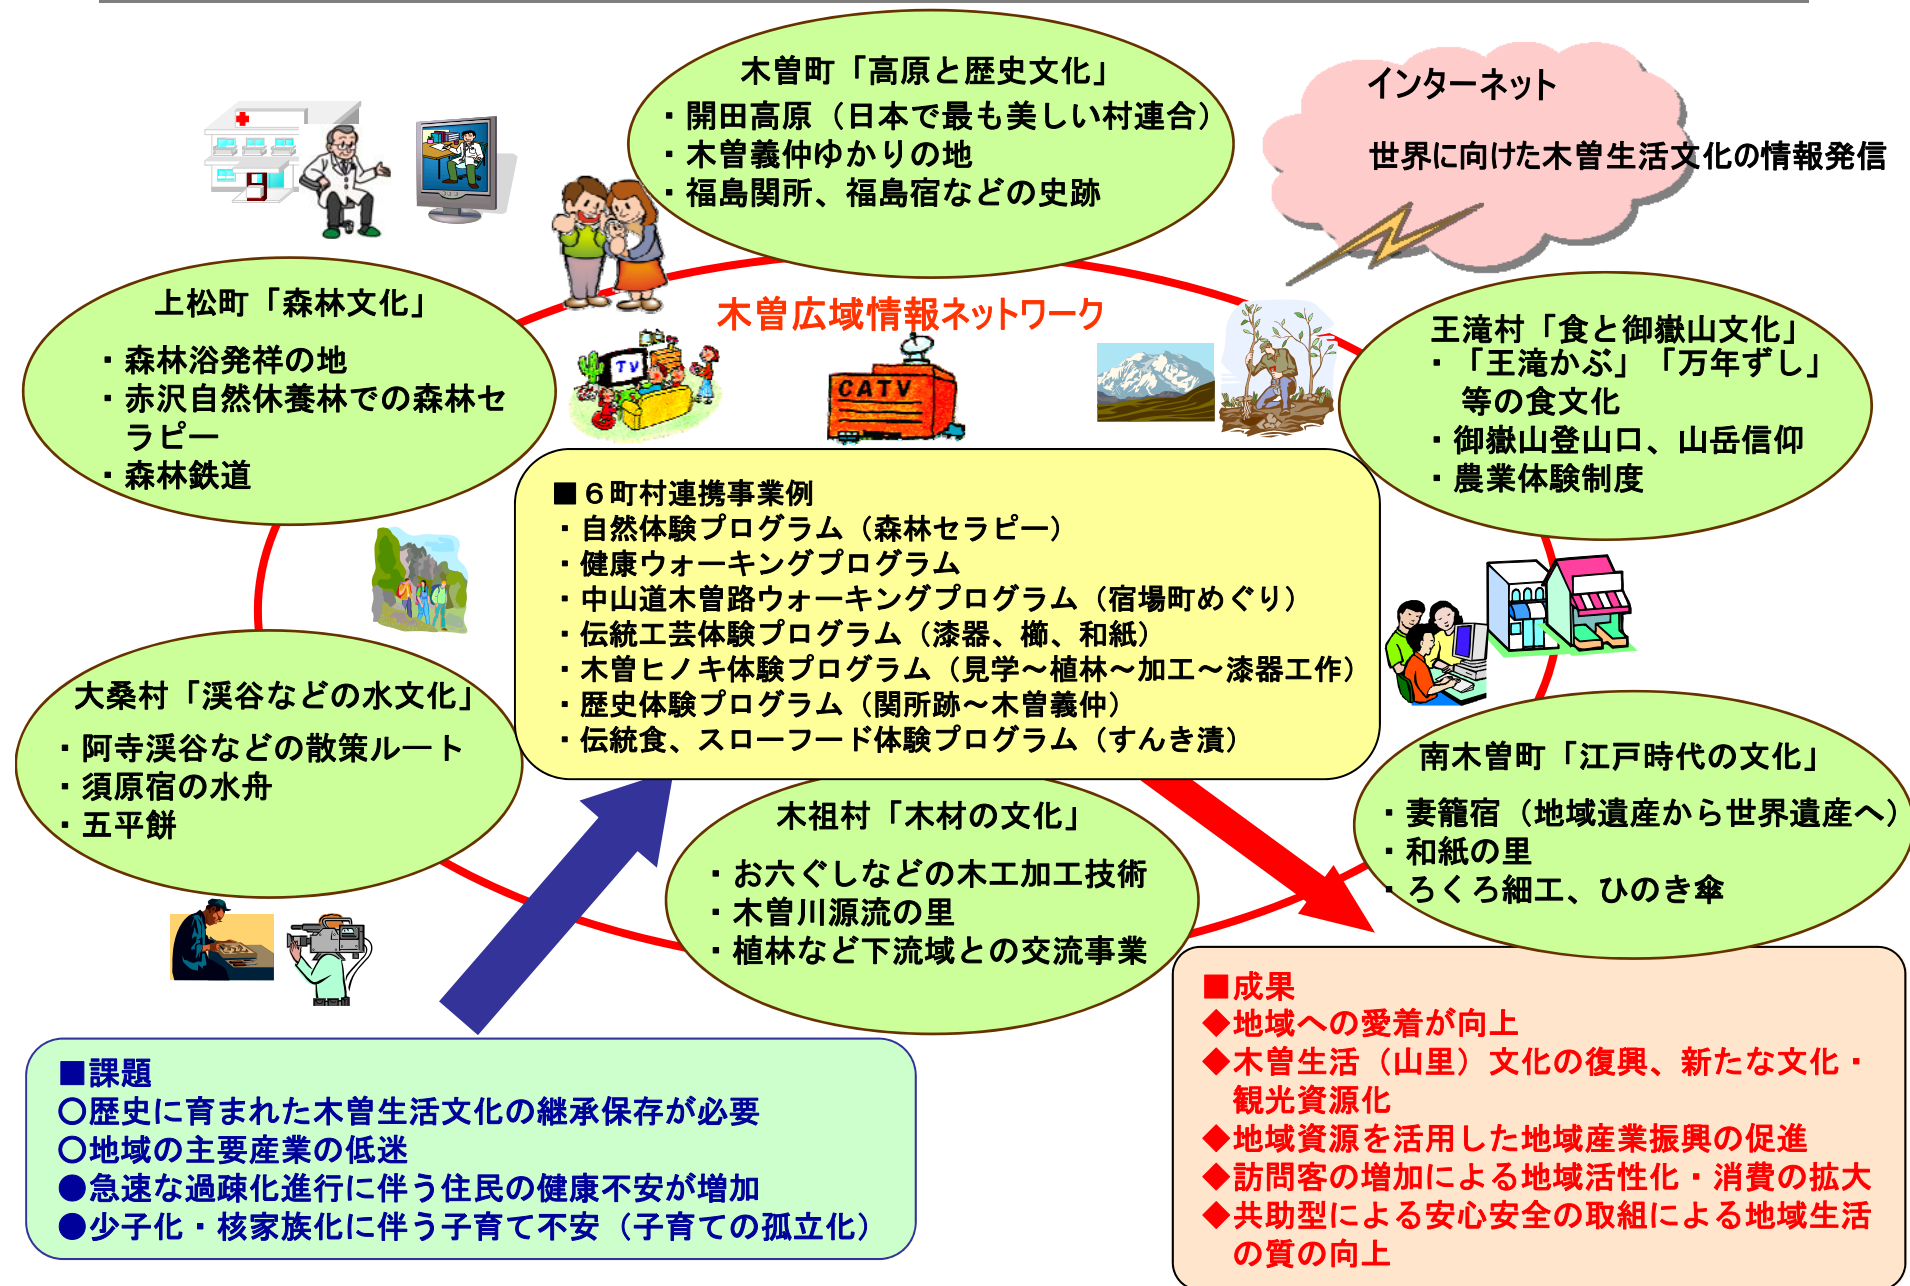 木曽町「高原と歴史文化」
・開田高原（日本で最も美しい村連合）
・木曽義仲ゆかりの地
・福島関所、福島宿などの史跡
インターネット
世界に向けた木曽生活文化の情報発信
上松町「森林文化」
・森林浴発祥の地
・赤沢自然休養林での森林セ
ラピー
・森林鉄道
木曽広域情報ネットワーク
TV
CATV
王滝村「食と御嶽山文化」
・「王滝かぶ」「万年ずし」
等の食文化
・御嶽山登山口、山岳信仰
・農業体験制度
■６町村連携事業例
・自然体験プログラム（森林セラピー）
・健康ウォーキングプログラム
・中山道木曽路ウォーキングプログラム（宿場町めぐり）
・伝統工芸体験プログラム（漆器、櫛、和紙）
・木曽ヒノキ体験プログラム（見学～植林～加工～漆器工作）
・歴史体験プログラム（関所跡～木曽義仲）
・伝統食、スローフード体験プログラム（すんき漬）
大桑村「渓谷などの水文化」
・阿寺渓谷などの散策ルート
・須原宿の水舟
・五平餅
木祖村「木材の文化」
・お六ぐしなどの木工加工技術
・木曽川源流の里
・植林など下流域との交流事業
南木曽町「江戸時代の文化」
・妻籠宿（地域遺産から世界遺産へ）
・和紙の里
・ろくろ細工、ひのき傘
■課題
○歴史に育まれた木曽生活文化の継承保存が必要
○地域の主要産業の低迷
●急速な過疎化進行に伴う住民の健康不安が増加
●少子化・核家族化に伴う子育て不安（子育ての孤立化）
■成果
◆地域への愛着が向上
◆木曽生活（山里）文化の復興、新たな文化・
観光資源化
◆地域資源を活用した地域産業振興の促進
◆訪問客の増加による地域活性化・消費の拡大
◆共助型による安心安全の取組による地域生活
の質の向上